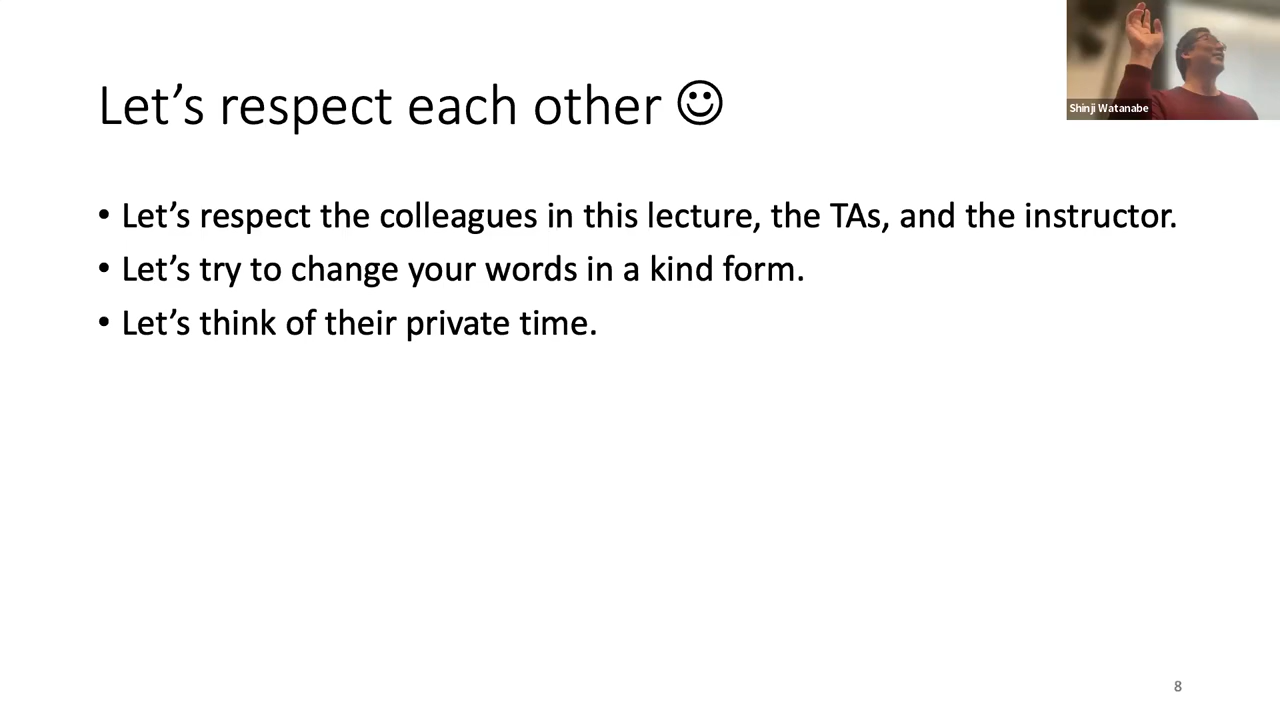 Let’s respect each other ☺
Shinji Watanabe
• Let’s respect the colleagues in this lecture, the TAs, and the instructor.
• Let’s try to change your words in a kind form.
• Let’s think of their private time.
8